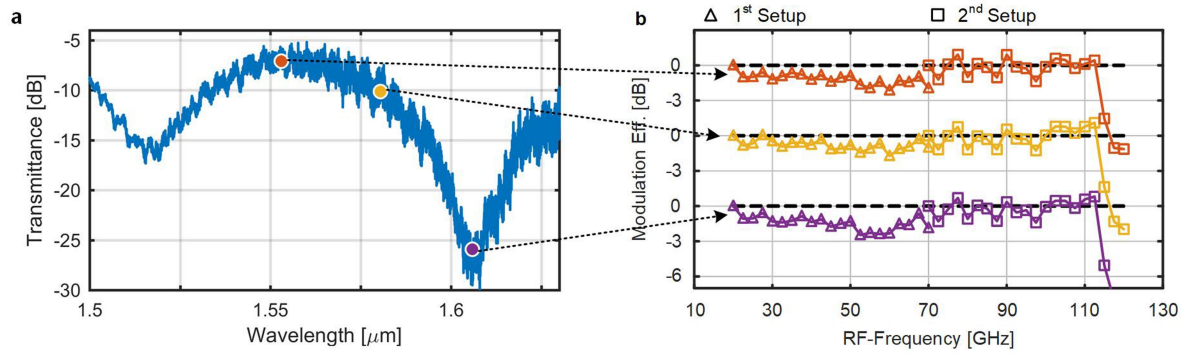 a
-5
-10
-15
-20
-25
-30
Transmittance [dB]
1.5
1.55
1.6
Wavelength [μm]
b
1st Setup
2nd Setup
0
-3
0
-3
0
-3
-6
Modulation Eff. [dB]
10
30
50
70
90
110
130
RF-Frequency [GHz]